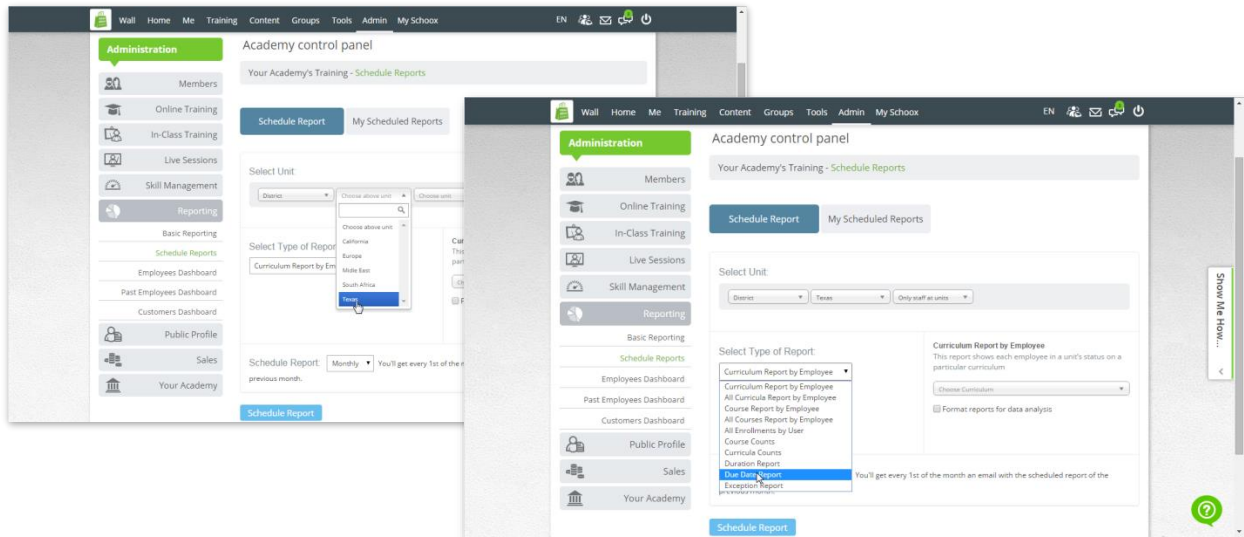 Wall Home Me Training Content Groups Tools Admin My Schoox EN
Administration
Academy control panel
Your Academy's Training - Schedule Reports
Members
Online Training
In-Class Training
Live Sessions
Skill Management
Reporting
Basic Reporting
Schedule Reports
Employees Dashboard
Past Employees Dashboard
Customers Dashboard
Public Profile
Sales
Your Academy
Schedule Report My Scheduled Reports
Select Unit:
District Choose above unit Choose unit
Choose above unit
California
Europe
Midle East
South Africa
Texas
Select Type of Repor
Curriculum Report by Em
Cur
This
part
Schedule Report: Monthly You'll get every 1st of the
previous month.
Schedule Report
Wall Home Me Training Content Groups Tools Admin My Schoox EN
Administration
Academy control panel
Your Academy's Training - Schedule Reports
Members
Online Training
In-Class Training
Live Sessions
Skill Management
Reporting
Basic Reporting
Schedule Reports
Employees Dashboard
Past Employees Dashboard
Customers Dashboard
Public Profile
Sales
Your Academy
Schedule Report My Scheduled Reports
Select Unit:
District Texas Only staff at units
Select Type of Report:
Curriculum Report by Employee
Curriculum Report by Employee
All Curricula Report by Employee
Course Report by Employee
All Courses Report by Employee
All Enrollments by User
Course Counts
Curricula Counts
Duration Report
Due Date Report
Exception Report
Curriculum Report by Employee
This report shows each employee in a unit's status on a
particular curriculum
Choose Curriculum
Format reports for data analysis
You'll get every 1st of the month an email with the scheduled report of the
previous month.
Schedule Report
Show Me How...